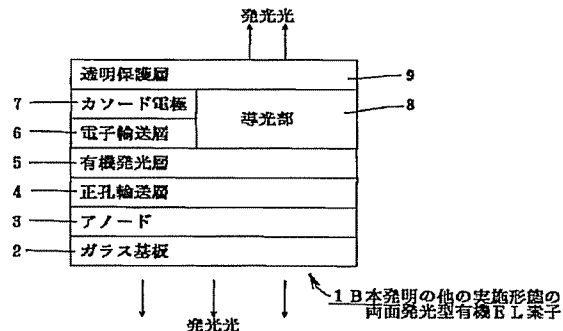 発光光
透明保護層 9
7 カソード電極
導光部 8
6 電子輸送層
5 有機発光層
4 正孔輸送層
3 アノード
2 ガラス基板
発光光
1B本発明の他の実施形態の
両面発光型有機EL素子